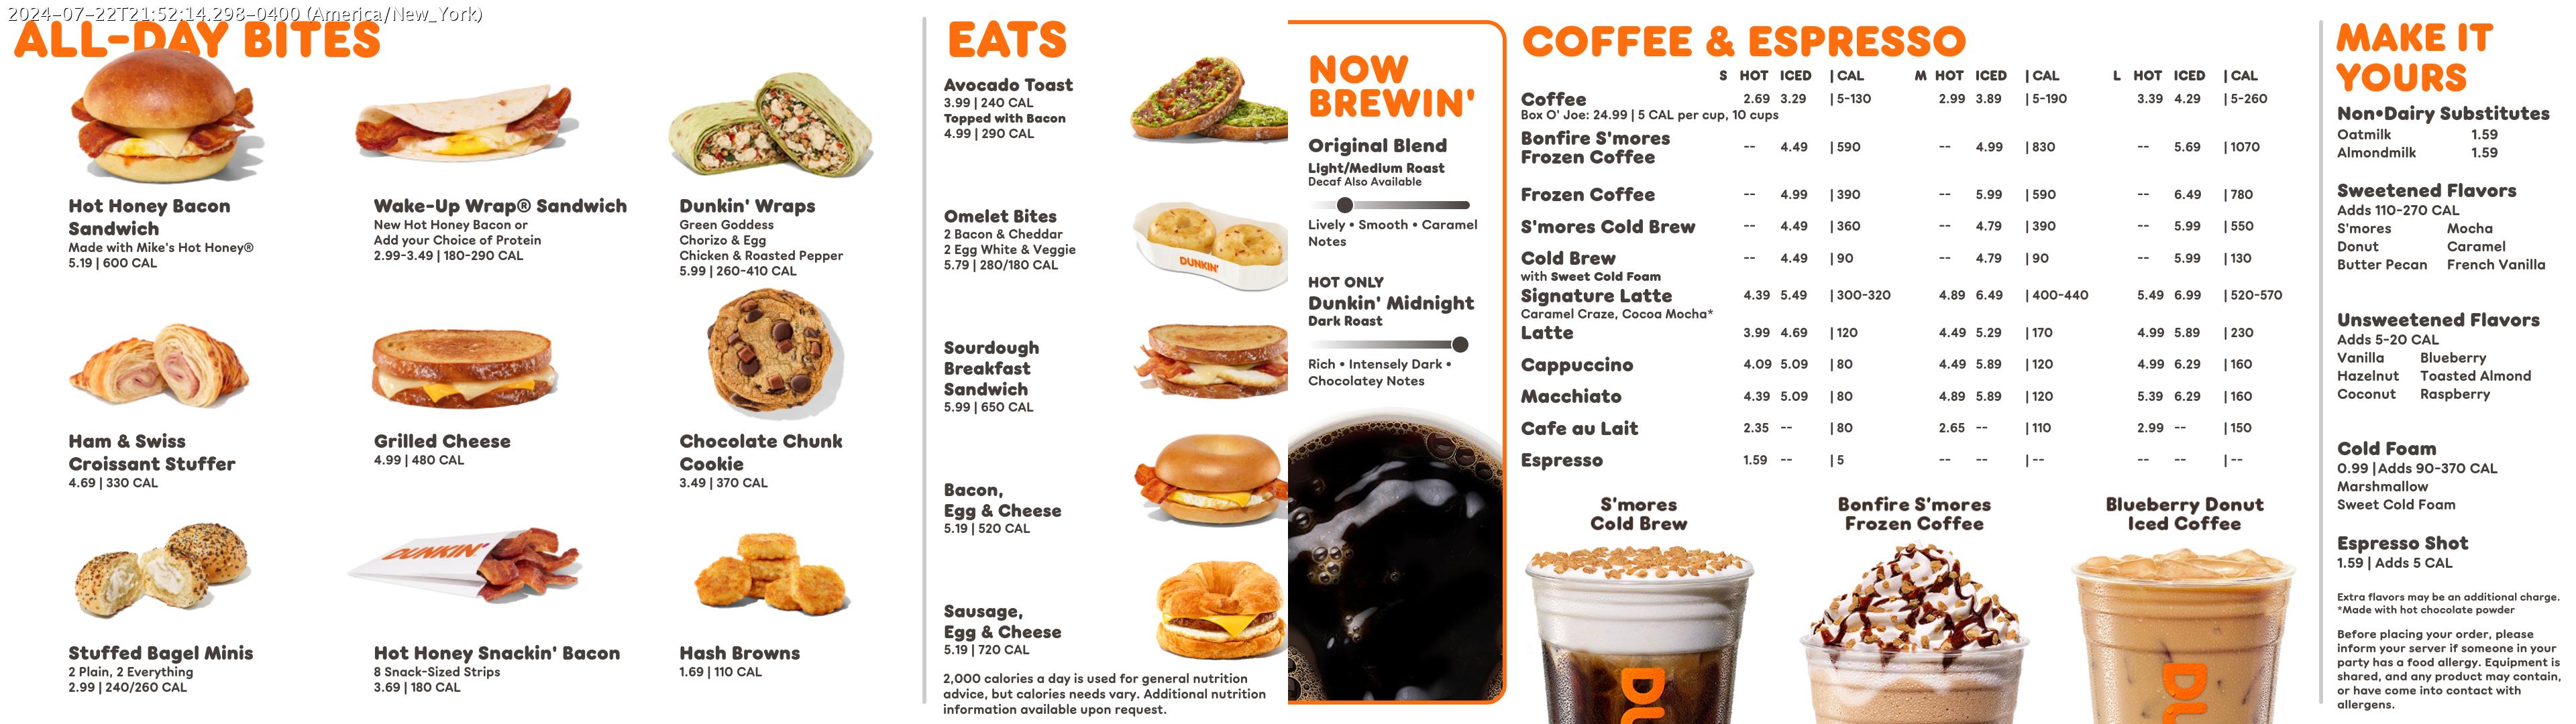 2024-07-22T21:52:14.298-0400 (America/New_York)
ALL-DAY BITES
Hot Honey Bacon
Sandwich
Made with Mike's Hot Honey®
5.19 | 600 CAL
Wake-Up Wrap® Sandwich
New Hot Honey Bacon or
Add your Choice of Protein
2.99-3.49 | 180-290 CAL
Dunkin' Wraps
Green Goddess
Chorizo & Egg
Chicken & Roasted Pepper
5.99 | 260-410 CAL
Ham & Swiss
Croissant Stuffer
4.69 | 330 CAL
Grilled Cheese
4.99 | 480 CAL
Chocolate Chunk
Cookie
3.49 | 370 CAL
DUNKIN'
Stuffed Bagel Minis
2 Plain, 2 Everything
2.99 | 240/260 CAL
Hot Honey Snackin' Bacon
8 Snack-Sized Strips
3.69 | 180 CAL
Hash Browns
1.69 | 110 CAL
EATS
Avocado Toast
3.99 | 240 CAL
Topped with Bacon
4.99 | 290 CAL
Omelet Bites
2 Bacon & Cheddar
2 Egg White & Veggie
5.79 | 280/180 CAL
DUNKIN'
Sourdough
Breakfast
Sandwich
5.99 | 650 CAL
Bacon,
Egg & Cheese
5.19 | 520 CAL
Sausage,
Egg & Cheese
5.19 | 720 CAL
2,000 calories a day is used for general nutrition
advice, but calories needs vary. Additional nutrition
information available upon request.
NOW
BREWIN'
Original Blend
Light/Medium Roast
Decaf Also Available
Lively • Smooth • Caramel
Notes
HOT ONLY
Dunkin' Midnight
Dark Roast
Rich • Intensely Dark •
Chocolatey Notes
COFFEE & ESPRESSO
S HOT ICED | CAL M HOT ICED | CAL L HOT ICED | CAL
Coffee 2.69 3.29 | 5-130 2.99 3.89 | 5-190 3.39 4.29 | 5-260
Box O' Joe: 24.99 | 5 CAL per cup, 10 cups
Bonfire S'mores
Frozen Coffee -- 4.49 | 590 -- 4.99 | 830 -- 5.69 | 1070
Frozen Coffee -- 4.99 | 390 -- 5.99 | 590 -- 6.49 | 780
S'mores Cold Brew -- 4.49 | 360 -- 4.79 | 390 -- 5.99 | 550
Cold Brew -- 4.49 | 90 -- 4.79 | 90 -- 5.99 | 130
with Sweet Cold Foam
Signature Latte 4.39 5.49 | 300-320 4.89 6.49 | 400-440 5.49 6.99 | 520-570
Caramel Craze, Cocoa Mocha*
Latte 3.99 4.69 | 120 4.49 5.29 | 170 4.99 5.89 | 230
Cappuccino 4.09 5.09 | 80 4.49 5.89 | 120 4.99 6.29 | 160
Macchiato 4.39 5.09 | 80 4.89 5.89 | 120 5.39 6.29 | 160
Cafe au Lait 2.35 -- | 80 2.65 -- | 110 2.99 -- | 150
Espresso 1.59 -- | 5 -- -- | -- -- -- | --
S'mores
Cold Brew
Bonfire S'mores
Frozen Coffee
Blueberry Donut
Iced Coffee
DU
D
MAKE IT
YOURS
Non•Dairy Substitutes
Oatmilk 1.59
Almondmilk 1.59
Sweetened Flavors
Adds 110-270 CAL
S'mores Mocha
Donut Caramel
Butter Pecan French Vanilla
Unsweetened Flavors
Adds 5-20 CAL
Vanilla Blueberry
Hazelnut Toasted Almond
Coconut Raspberry
Cold Foam
0.99 | Adds 90-370 CAL
Marshmallow
Sweet Cold Foam
Espresso Shot
1.59 | Adds 5 CAL
Extra flavors may be an additional charge.
*Made with hot chocolate powder
Before placing your order, please
inform your server if someone in your
party has a food allergy. Equipment is
shared, and any product may contain,
or have come into contact with
allergens.